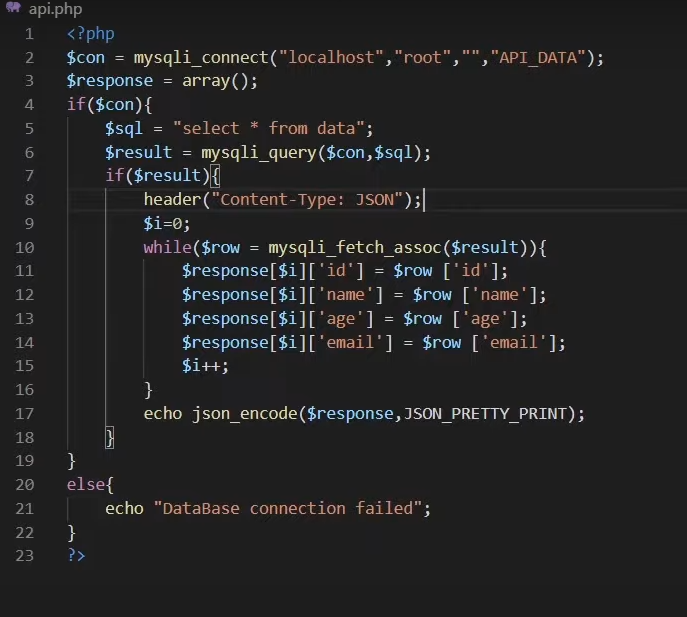 api.php
1 <?php
2 $con = mysqli_connect("localhost","root","","API_DATA");
3 $response = array();
4 if($con){
5     $sql = "select * from data";
6     $result = mysqli_query($con,$sql);
7     if($result){
8         header("Content-Type: JSON");
9         $i=0;
10         while($row = mysqli_fetch_assoc($result)){
11             $response[$i]['id'] = $row ['id'];
12             $response[$i]['name'] = $row ['name'];
13             $response[$i]['age'] = $row ['age'];
14             $response[$i]['email'] = $row ['email'];
15             $i++;
16         }
17         echo json_encode($response,JSON_PRETTY_PRINT);
18     }
19 }
20 else{
21     echo "DataBase connection failed";
22 }
23 ?>